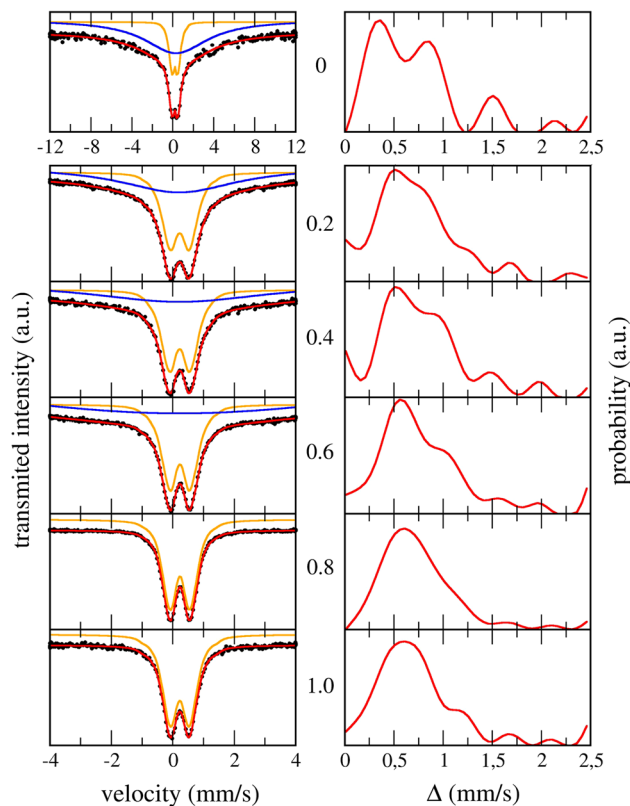 0
-12 -8 -4 0 4 8 12
0 0,5 1 1,5 2 2,5
0.2
0.4
0.6
0.8
1.0
-4 -2 0 2 4
0 0,5 1 1,5 2 2,5
velocity (mm/s)
Δ (mm/s)
transmited intensity (a.u.)
probability (a.u.)